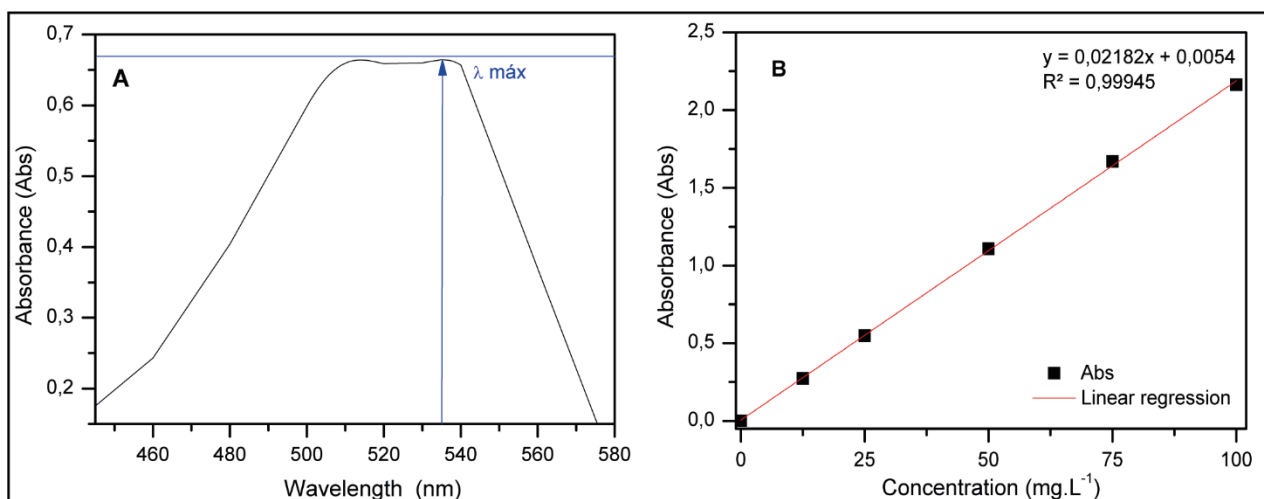 A
0,7
0,6
0,5
0,4
0,3
0,2
Absorbance (Abs)
λ máx
460 480 500 520 540 560 580
Wavelength (nm)
B
2,5
2,0
1,5
1,0
0,5
0,0
Absorbance (Abs)
y = 0,02182x + 0,0054
R² = 0,99945
Abs
Linear regression
0 25 50 75 100
Concentration (mg.L⁻¹)